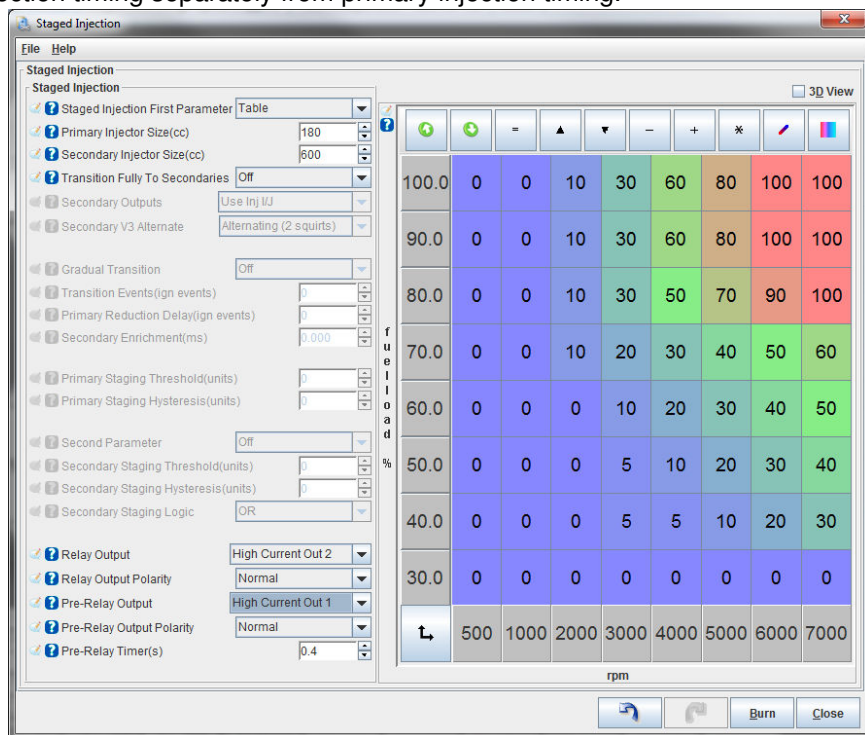 ction timing separately from primary injection timing.
Staged Injection
File Help
Staged Injection
Staged Injection
3D View
Staged Injection First Parameter Table
Primary Injector Size(cc) 180
Secondary Injector Size(cc) 600
Transition Fully To Secondaries Off
Secondary Outputs Use Inj I/J
Secondary V3 Alternate Alternating (2 squirts)
Gradual Transition Off
Transition Events(ign events) 0
Primary Reduction Delay(ign events) 0
Secondary Enrichment(ms) 0.000
Primary Staging Threshold(units) 0
Primary Staging Hysteresis(units) 0
Second Parameter Off
Secondary Staging Threshold(units) 0
Secondary Staging Hysteresis(units) 0
Secondary Staging Logic OR
Relay Output High Current Out 2
Relay Output Polarity Normal
Pre-Relay Output High Current Out 1
Pre-Relay Output Polarity Normal
Pre-Relay Timer(s) 0.4
= - + *
fuelload %
100.0 0 0 10 30 60 80 100 100
90.0 0 0 10 30 60 80 100 100
80.0 0 0 10 30 50 70 90 100
70.0 0 0 10 20 30 40 50 60
60.0 0 0 0 10 20 30 40 50
50.0 0 0 0 5 10 20 30 40
40.0 0 0 0 5 5 10 20 30
30.0 0 0 0 0 0 0 0 0
500 1000 2000 3000 4000 5000 6000 7000
rpm
Burn Close